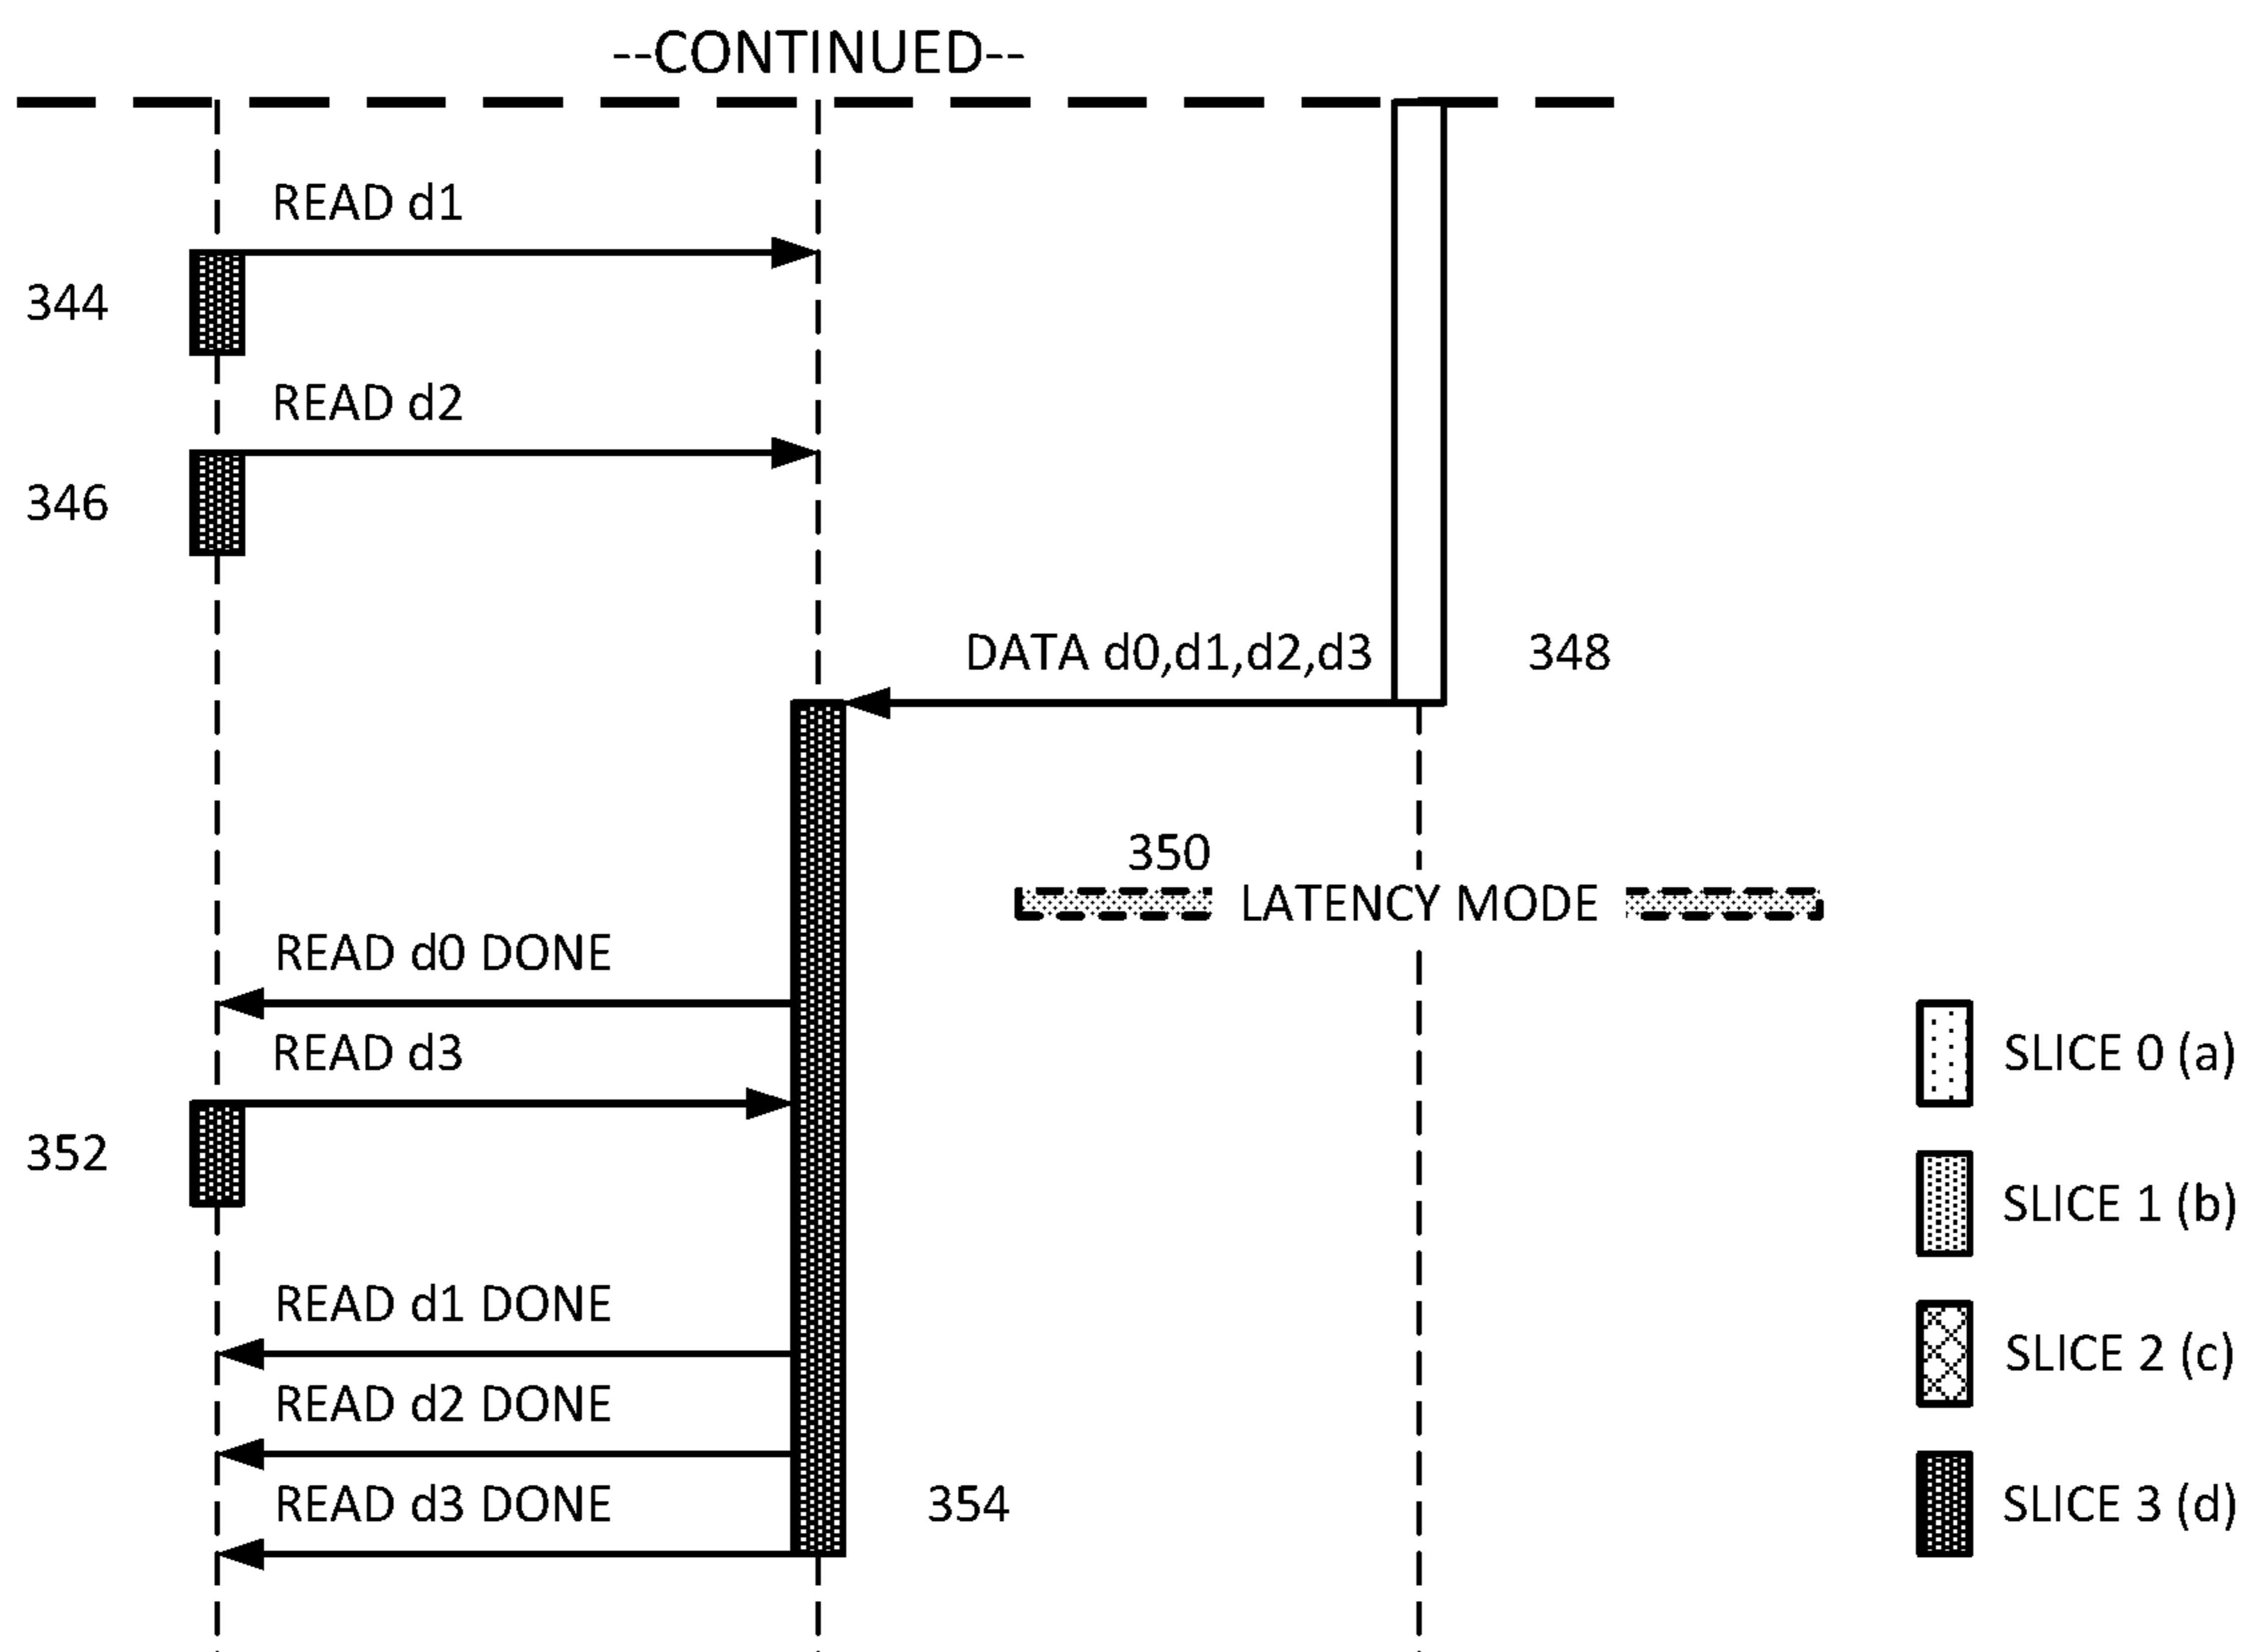 --CONTINUED--
READ d1
344
READ d2
346
DATA d0,d1,d2,d3
348
350
LATENCY MODE
READ d0 DONE
READ d3
352
READ d1 DONE
READ d2 DONE
READ d3 DONE
354
SLICE 0 (a)
SLICE 1 (b)
SLICE 2 (c)
SLICE 3 (d)